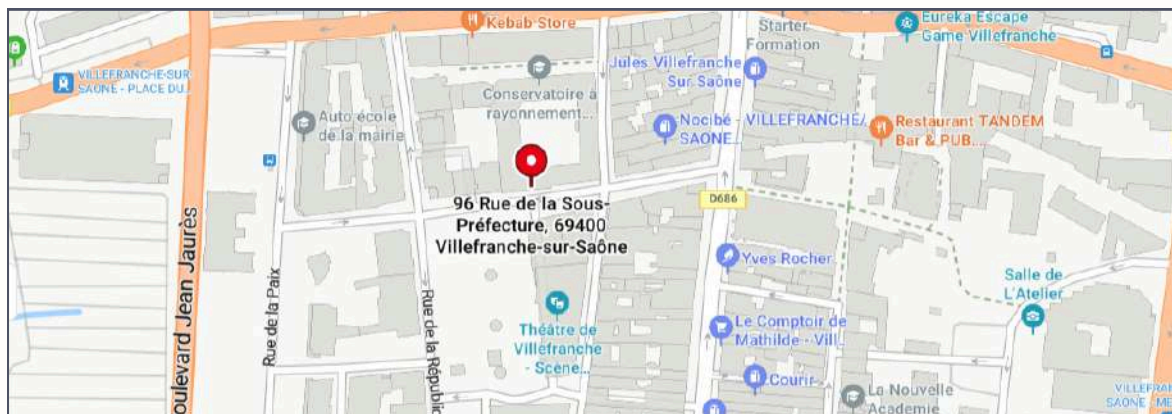 Kebab Store
Starter
Formation
Eureka Escape
Game Villefranche
VILLEFRANCHE-SUR
SAONE - PLACE DU...
Jules Villefranche
Sur Saône
Conservatoire à
rayonnement...
Auto école
de la mairie
Nocibé - VILLEFRANCHE/
SAONE...
Restaurant TANDEM
Bar & PUB...
96 Rue de la Sous-
Préfecture, 69400
Villefranche-sur-Saône
D686
Boulevard Jean Jaurès
Rue de la Paix
Rue de la République
Yves Rocher
Salle de
L'Atelier
Théâtre de
Villefranche
- Scène...
Le Comptoir de
Mathilde - Vill...
Courir
La Nouvelle
Academie
VILLEFR
SAONE - ME